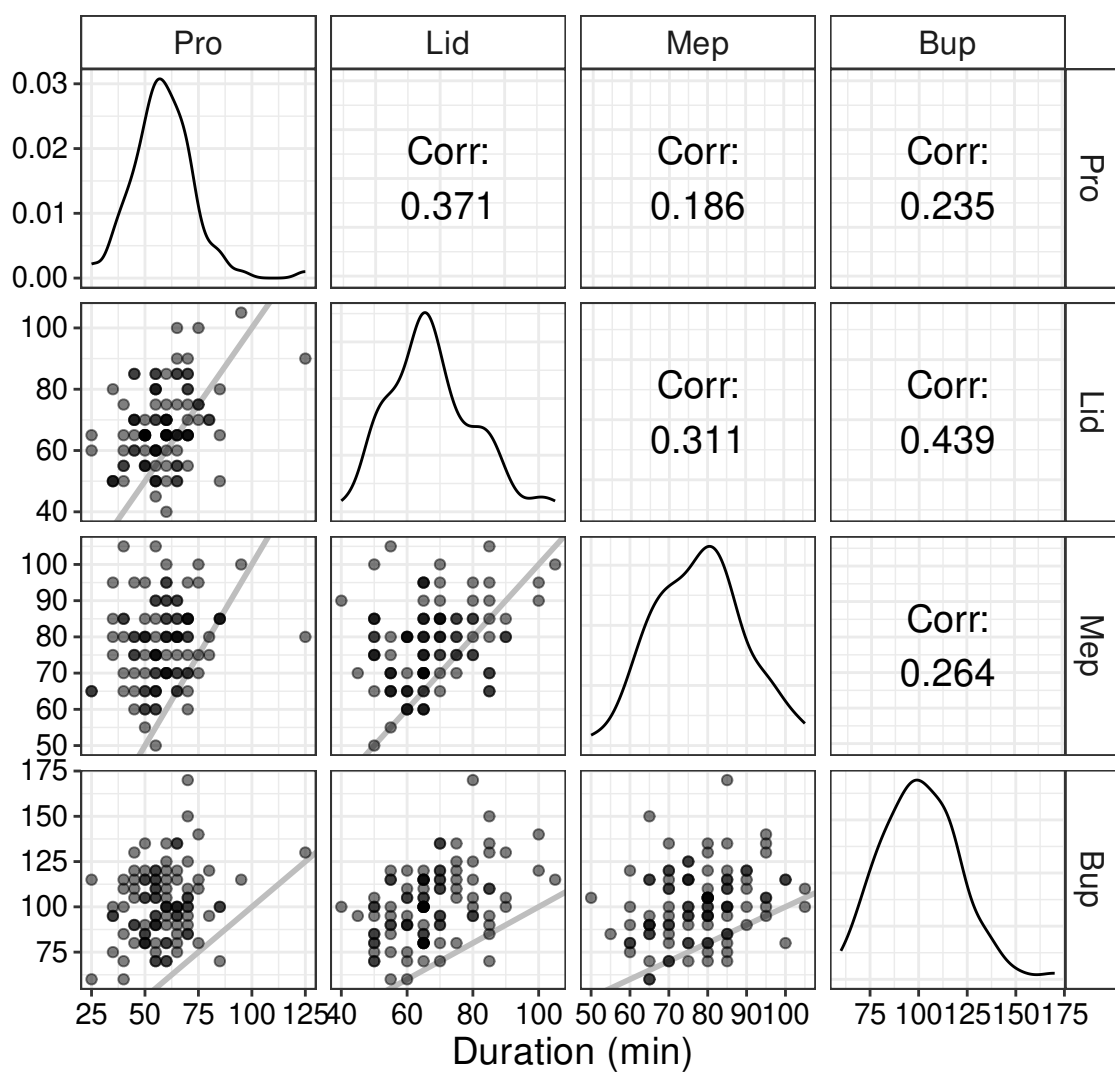 Pro Lid Mep Bup
0.03
0.02
0.01
0.00
Corr:
0.371
Corr:
0.186
Corr:
0.235
Pro
100
80
60
40
Corr:
0.311
Corr:
0.439
Lid
100
90
80
70
60
50
Corr:
0.264
Mep
175
150
125
100
75
Bup
25 50 75 100 125 40 60 80 100 50 60 70 80 90 100 75 100 125 150 175
Duration (min)